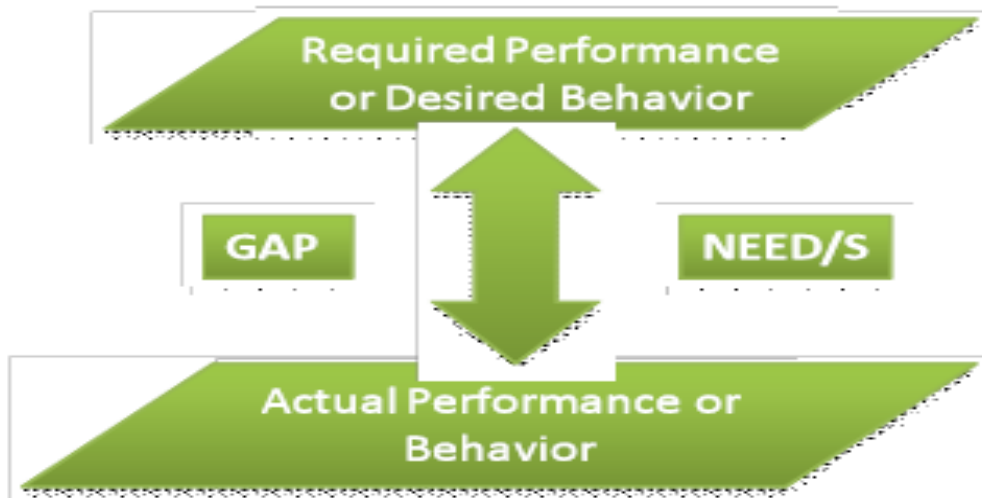 Required Performance
or Desired Behavior
GAP
NEED/S
Actual Performance or
Behavior